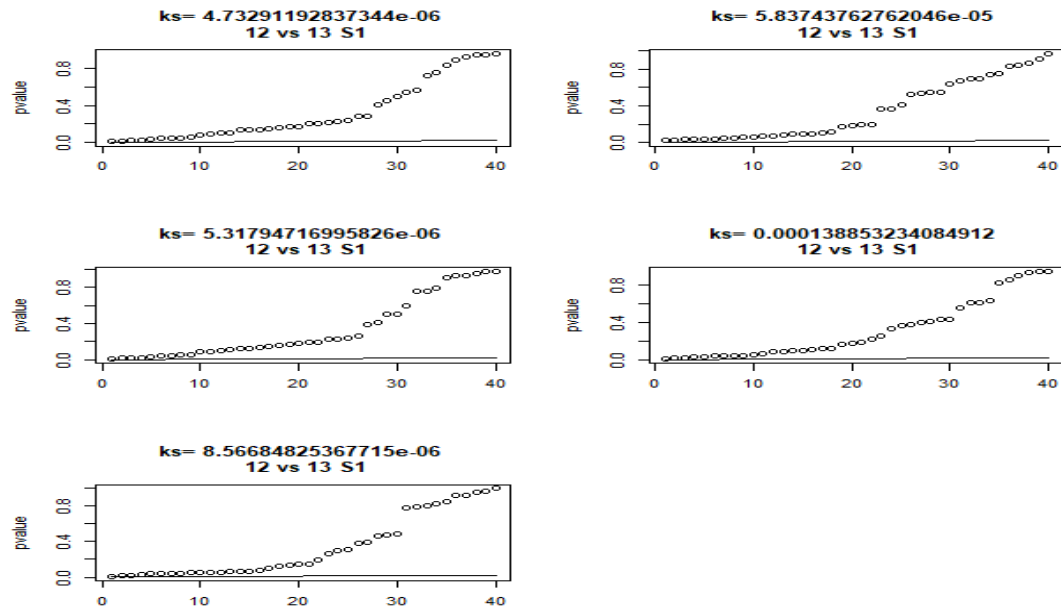 ks= 4.73291192837344e-06
12 vs 13 S1
pvalue
0.0 0.4 0.8
0 10 20 30 40
ks= 5.83743762762046e-05
12 vs 13 S1
pvalue
0.0 0.4 0.8
0 10 20 30 40
ks= 5.31794716995826e-06
12 vs 13 S1
pvalue
0.0 0.4 0.8
0 10 20 30 40
ks= 0.000138853234084912
12 vs 13 S1
pvalue
0.0 0.4 0.8
0 10 20 30 40
ks= 8.56684825367715e-06
12 vs 13 S1
pvalue
0.0 0.4 0.8
0 10 20 30 40